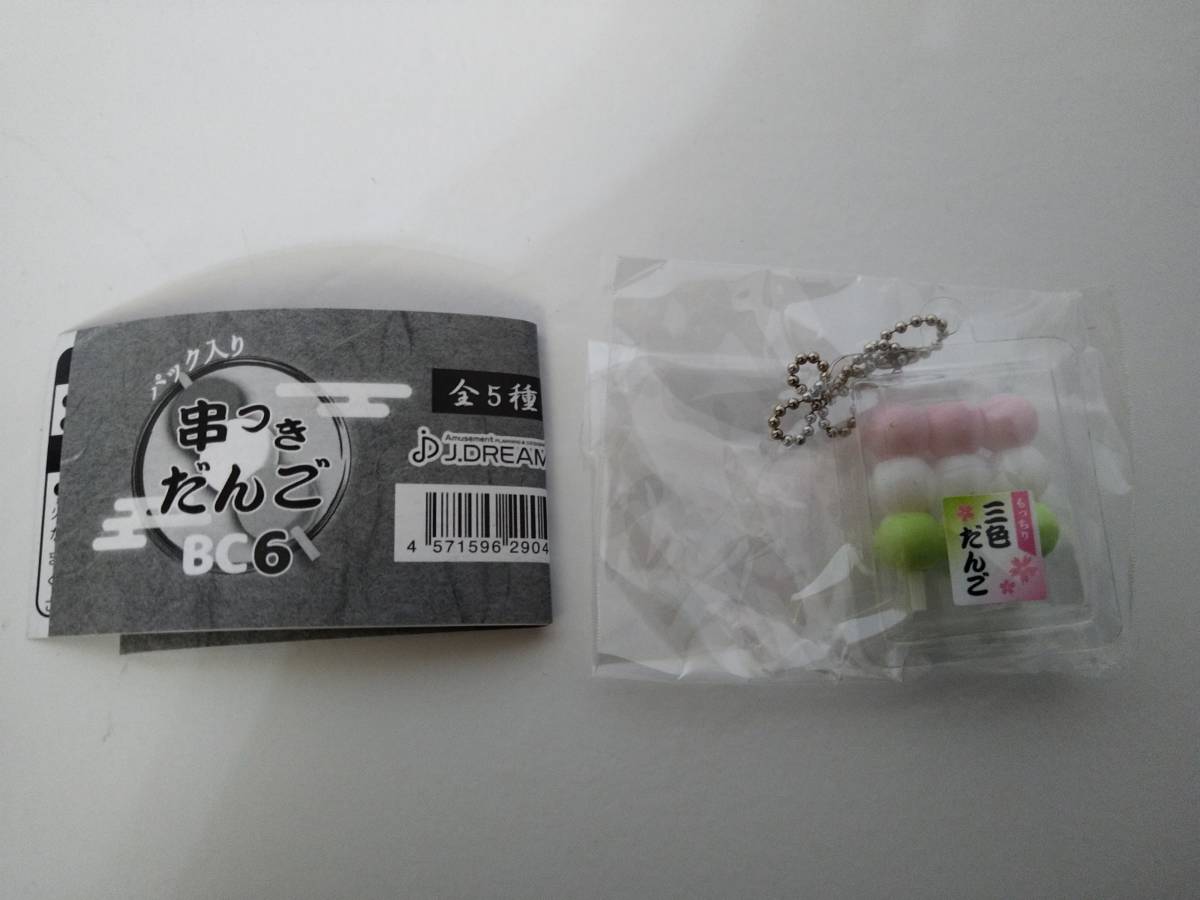 パック入り
串つき
だんご
BC6
全5種
Amusement
J.DREAM
4 571596 2904
もっちり
三色
だんご